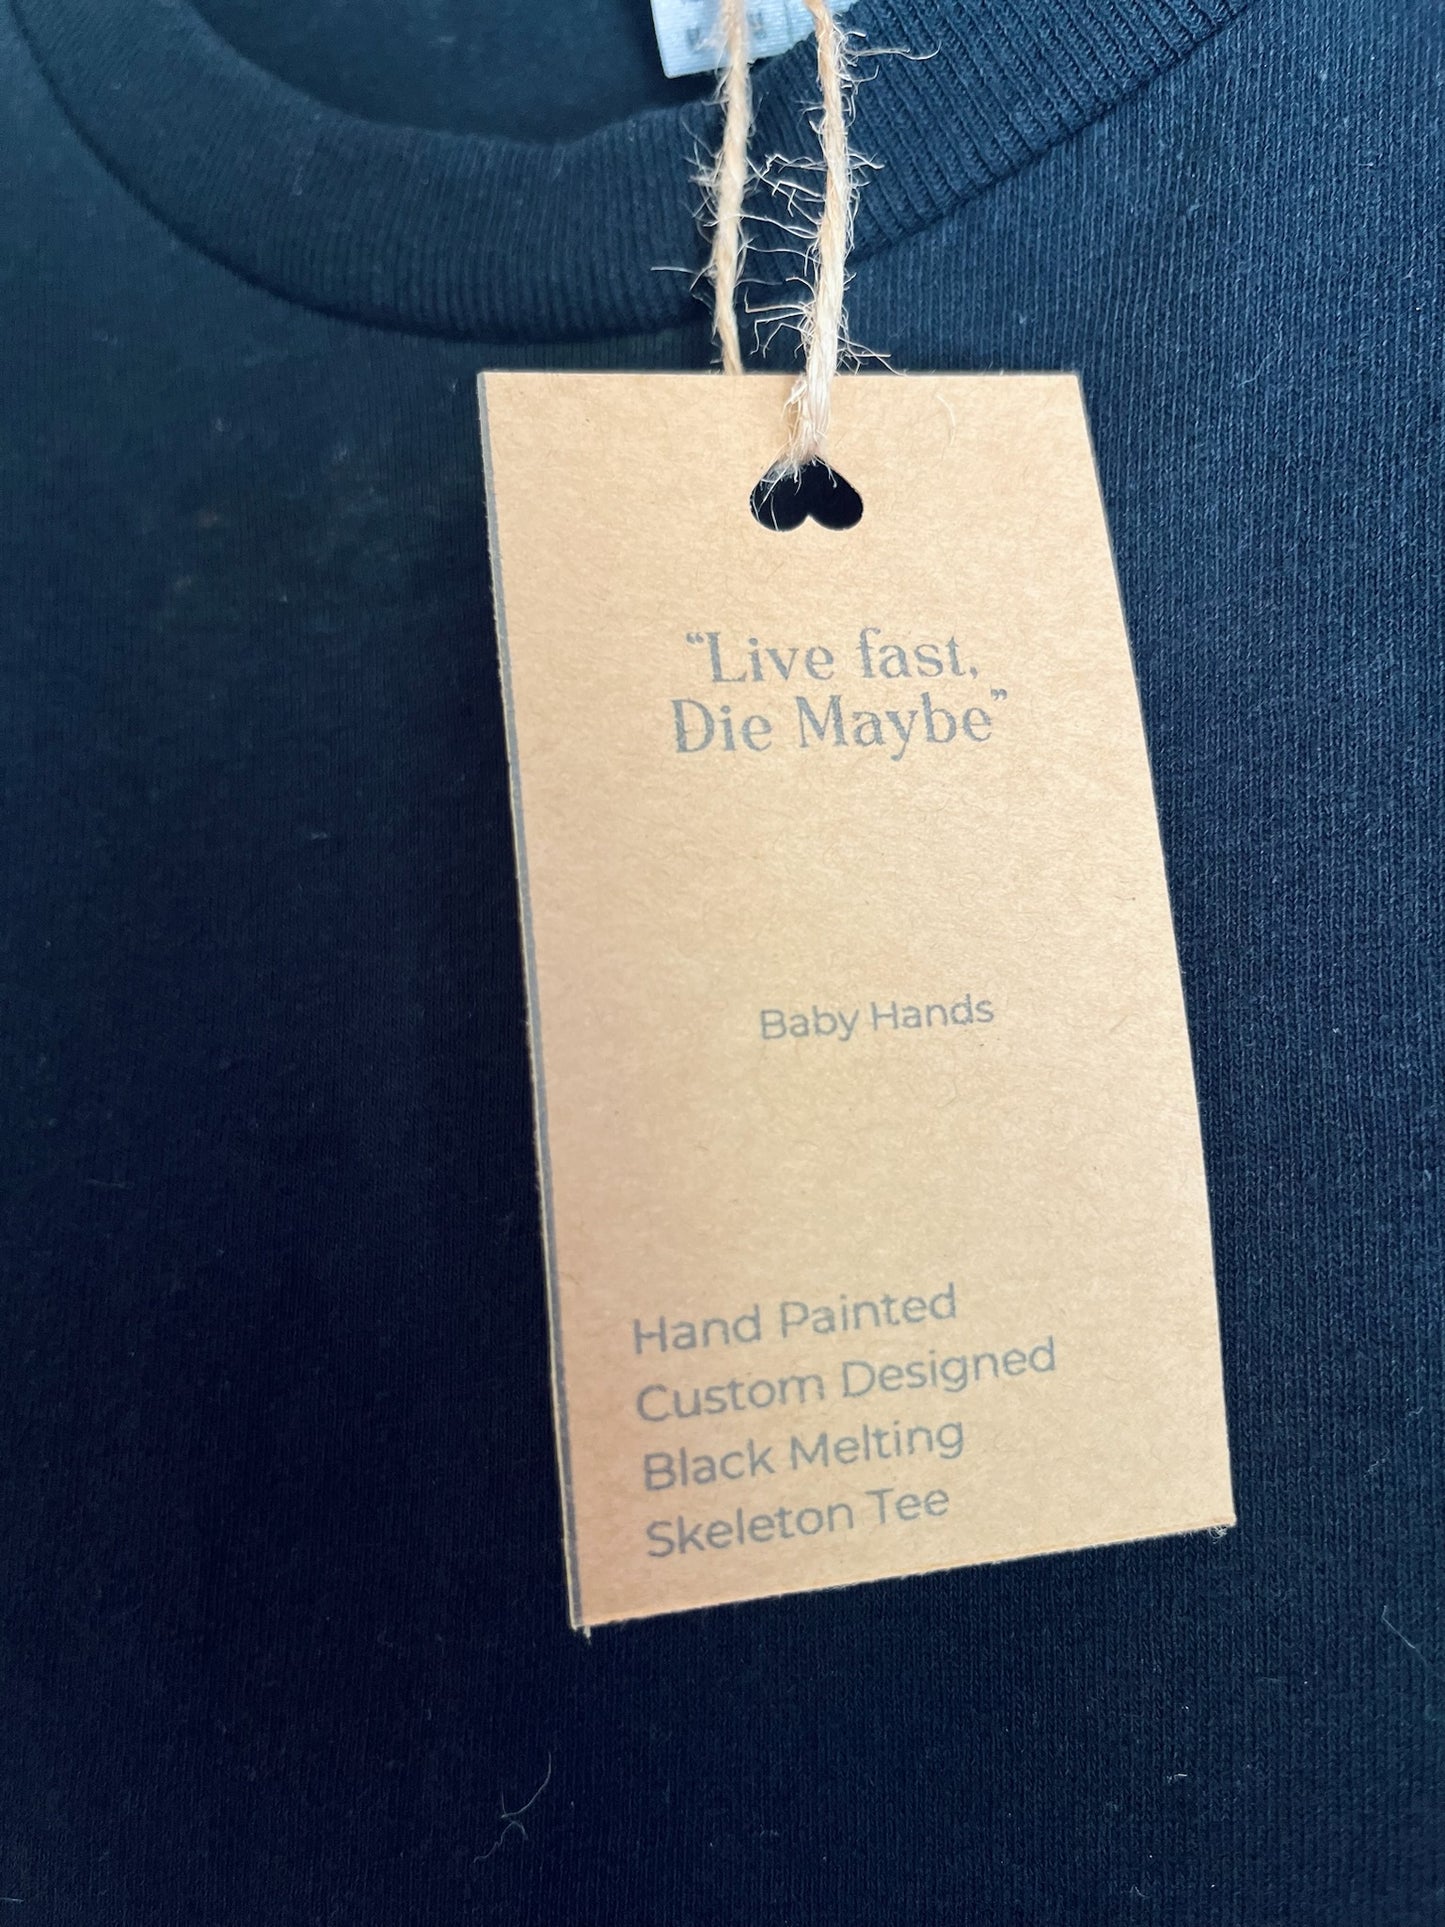 “Live fast,
Die Maybe”
Baby Hands
Hand Painted
Custom Designed
Black Melting
Skeleton Tee